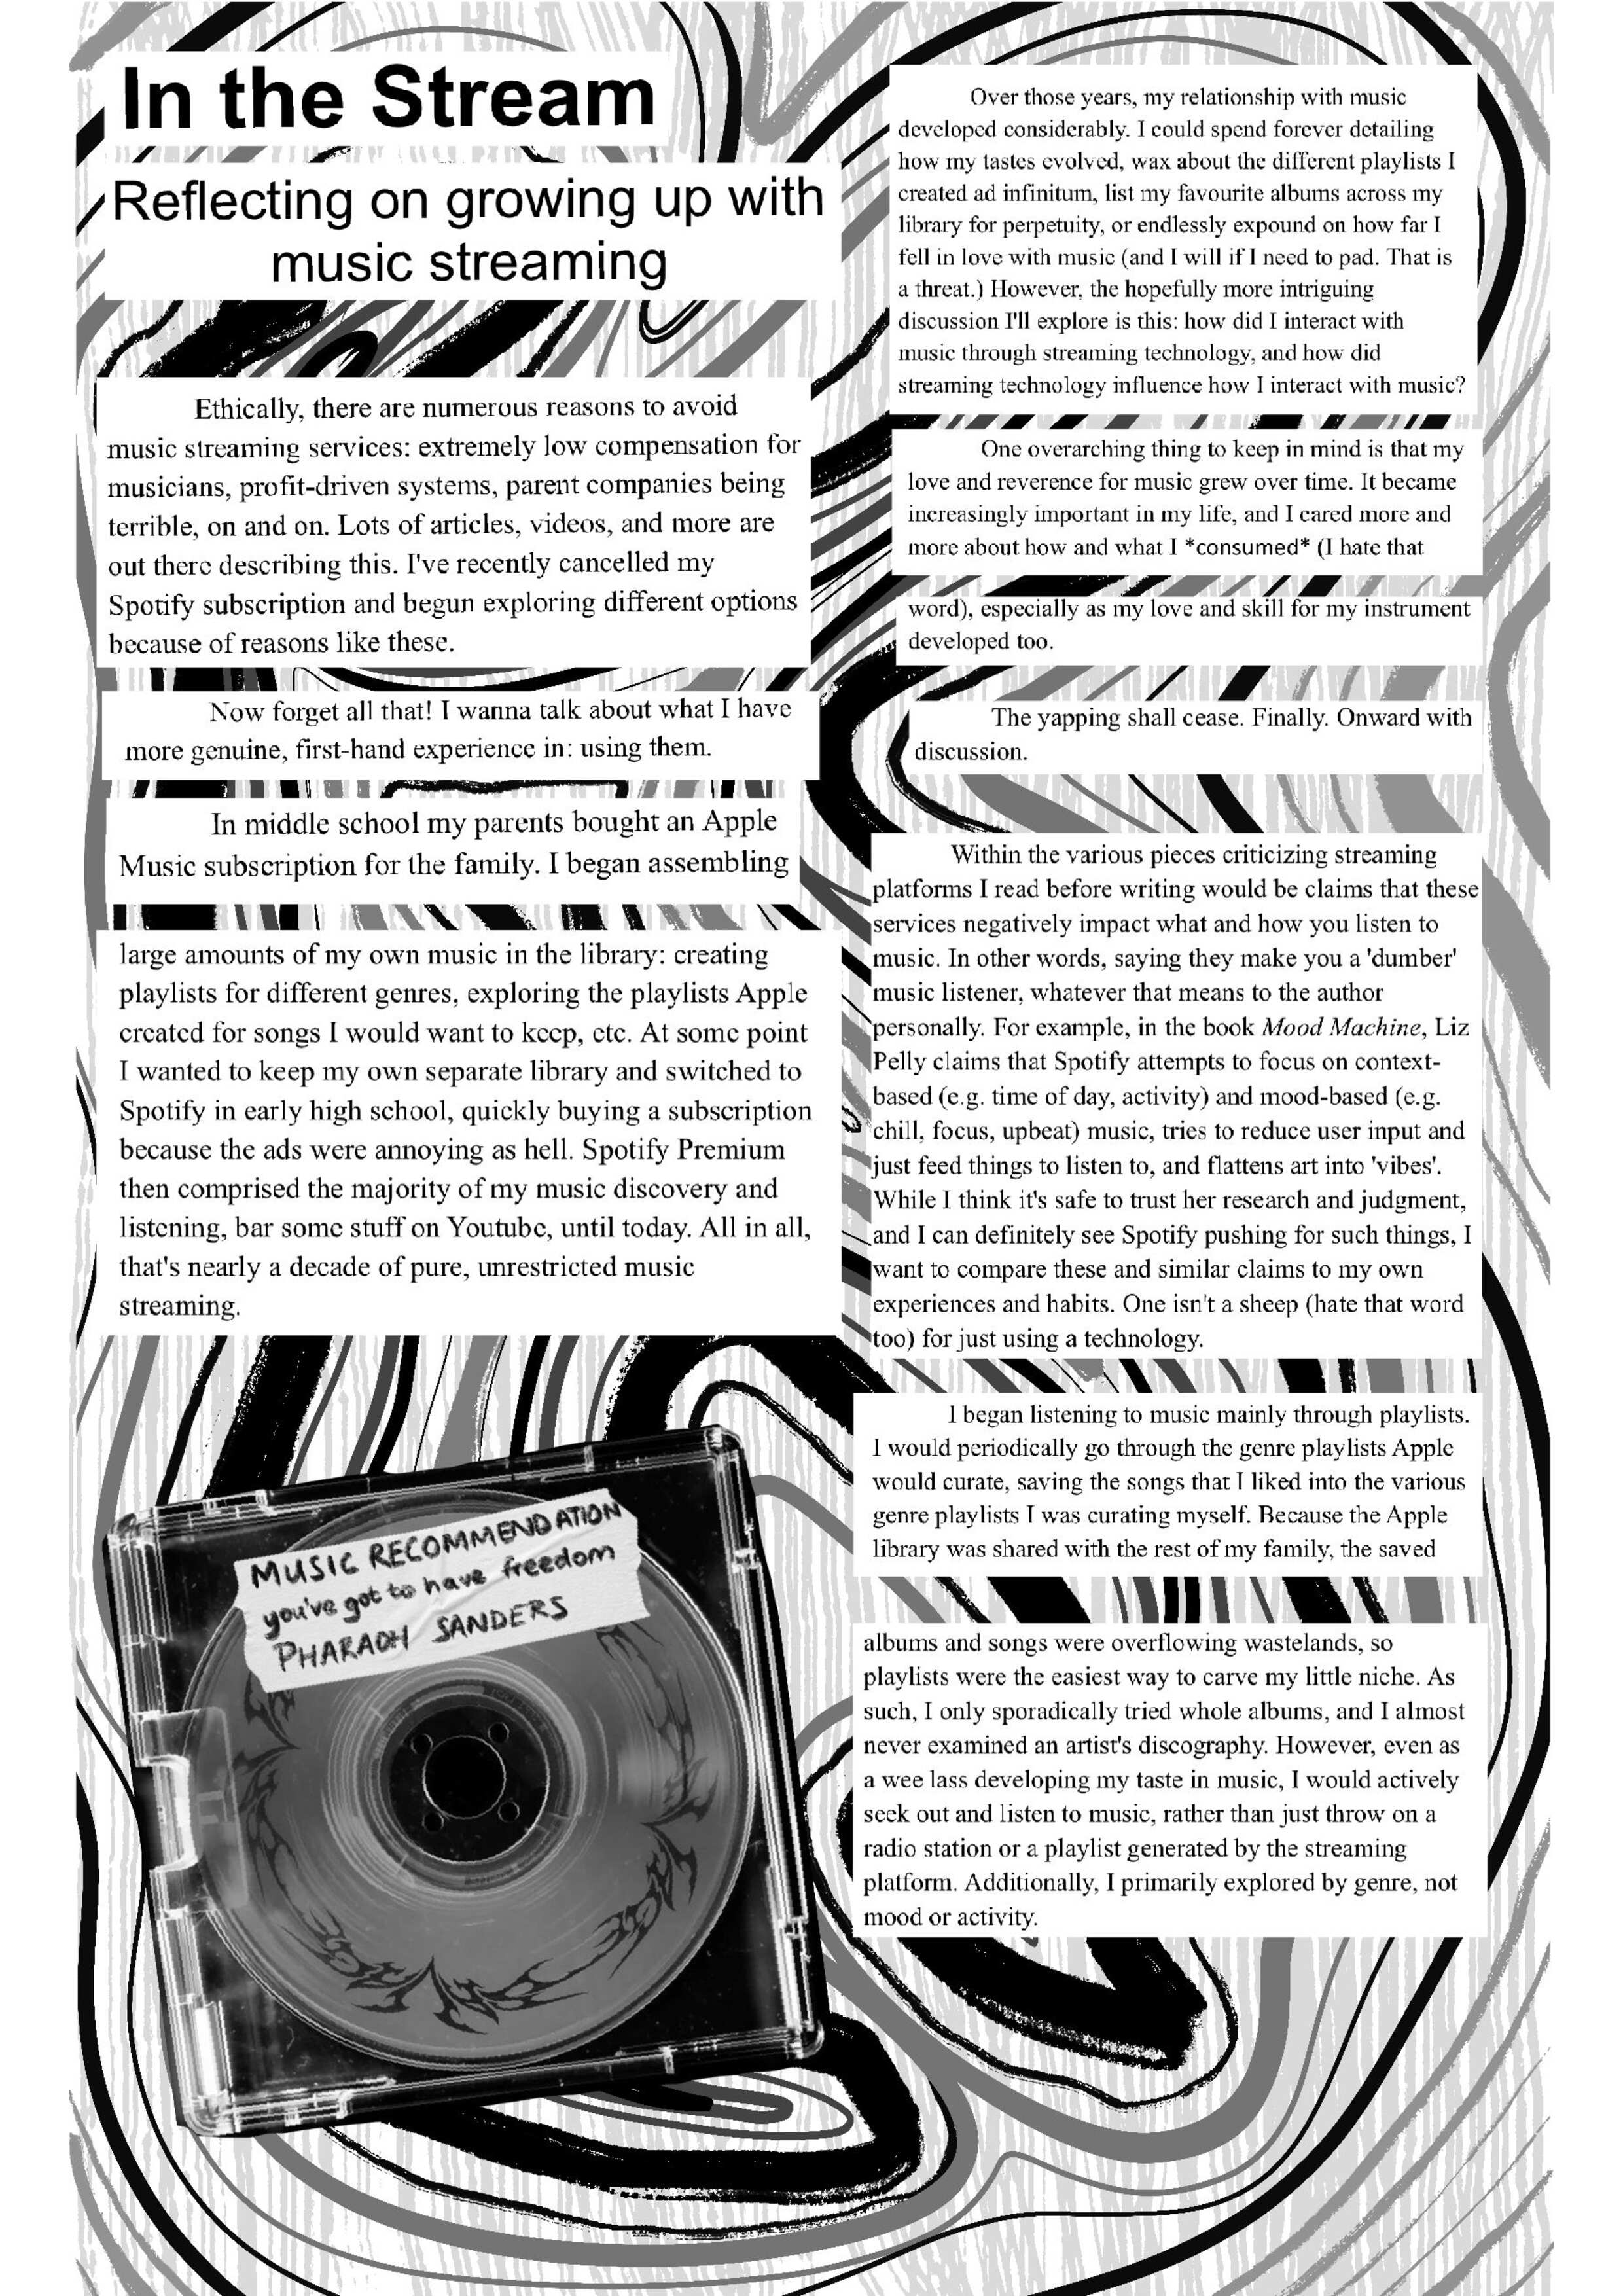 In the Stream
Reflecting on growing up with
music streaming
Ethically, there are numerous reasons to avoid
music streaming services: extremely low compensation for
musicians, profit-driven systems, parent companies being
terrible, on and on. Lots of articles, videos, and more are
out there describing this. I've recently cancelled my
Spotify subscription and begun exploring different options
because of reasons like these.
Now forget all that! I wanna talk about what I have
more genuine, first-hand experience in: using them.
In middle school my parents bought an Apple
Music subscription for the family. I began assembling
large amounts of my own music in the library: creating
playlists for different genres, exploring the playlists Apple
created for songs I would want to keep, etc. At some point
I wanted to keep my own separate library and switched to
Spotify in early high school, quickly buying a subscription
because the ads were annoying as hell. Spotify Premium
then comprised the majority of my music discovery and
listening, bar some stuff on Youtube, until today. All in all,
that's nearly a decade of pure, unrestricted music
streaming.
MUSIC RECOMMENDATION
you've got to have freedom
PHARAOH SANDERS
Over those years, my relationship with music
developed considerably. I could spend forever detailing
how my tastes evolved, wax about the different playlists I
created ad infinitum, list my favourite albums across my
library for perpetuity, or endlessly expound on how far I
fell in love with music (and I will if I need to pad. That is
a threat.) However, the hopefully more intriguing
discussion I'll explore is this: how did I interact with
music through streaming technology, and how did
streaming technology influence how I interact with music?
One overarching thing to keep in mind is that my
love and reverence for music grew over time. It became
increasingly important in my life, and I cared more and
more about how and what I *consumed* (I hate that
word), especially as my love and skill for my instrument
developed too.
The yapping shall cease. Finally. Onward with
discussion.
Within the various pieces criticizing streaming
platforms I read before writing would be claims that these
services negatively impact what and how you listen to
music. In other words, saying they make you a 'dumber'
music listener, whatever that means to the author
personally. For example, in the book Mood Machine, Liz
Pelly claims that Spotify attempts to focus on context-
based (e.g. time of day, activity) and mood-based (e.g.
chill, focus, upbeat) music, tries to reduce user input and
just feed things to listen to, and flattens art into 'vibes'.
While I think it's safe to trust her research and judgment,
and I can definitely see Spotify pushing for such things, I
want to compare these and similar claims to my own
experiences and habits. One isn't a sheep (hate that word
too) for just using a technology.
I began listening to music mainly through playlists.
I would periodically go through the genre playlists Apple
would curate, saving the songs that I liked into the various
genre playlists I was curating myself. Because the Apple
library was shared with the rest of my family, the saved
albums and songs were overflowing wastelands, so
playlists were the easiest way to carve my little niche. As
such, I only sporadically tried whole albums, and I almost
never examined an artist's discography. However, even as
a wee lass developing my taste in music, I would actively
seek out and listen to music, rather than just throw on a
radio station or a playlist generated by the streaming
platform. Additionally, I primarily explored by genre, not
mood or activity.